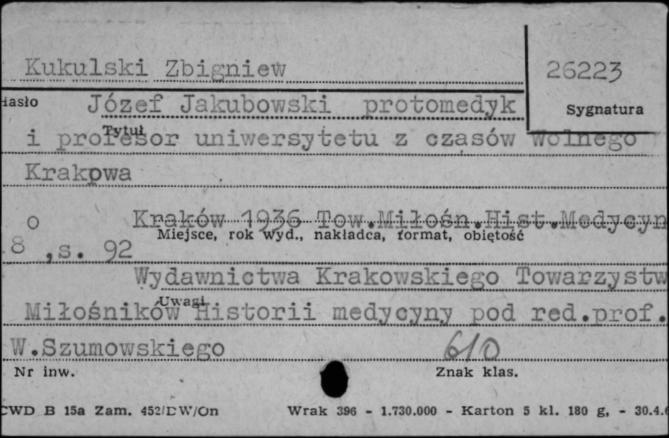 Kukulski Zbigniew
26223
Hasło Józef Jakubowski protomedyk
Sygnatura
Tytuł
i profesor uniwersytetu z czasów Wolnego
Krakowa
o Kraków 1936 Tow.Miłośn.Hist.Medycyn
Miejsce, rok wyd., nakładca, format, objętość
8 ,s. 92
Wydawnictwa Krakowskiego Towarzystw
Uwagi
Miłośników Historii medycyny pod red.prof.
W.Szumowskiego
610
Nr inw.
Znak klas.
CWD B 15a Zam. 452/DW/On Wrak 396 - 1.730.000 - Karton 5 kl. 180 g, - 30.4.6